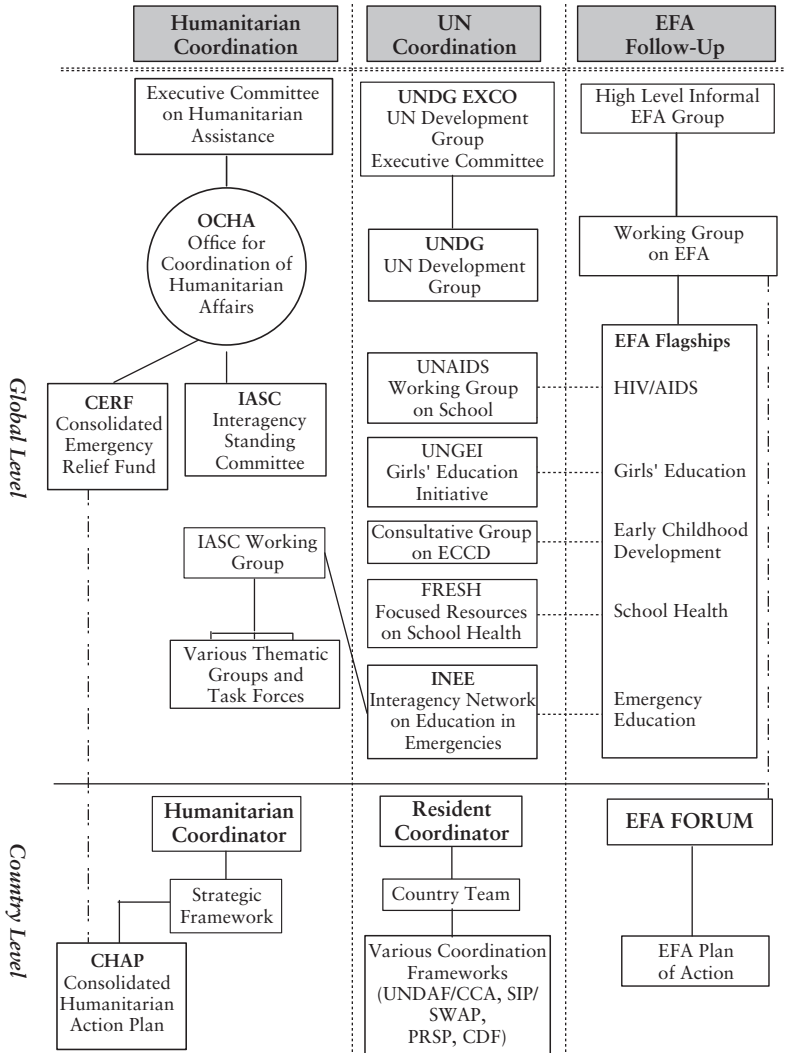 Humanitarian
Coordination
UN
Coordination
EFA
Follow-Up
Global Level
Executive Committee
on Humanitarian
Assistance
OCHA
Office for
Coordination of
Humanitarian
Affairs
CERF
Consolidated
Emergency
Relief Fund
IASC
Interagency
Standing
Committee
IASC Working
Group
Various Thematic
Groups and
Task Forces
UNDG EXCO
UN Development
Group
Executive Committee
UNDG
UN Development
Group
UNAIDS
Working Group
on School
UNGEI
Girls' Education
Initiative
Consultative Group
on ECCD
FRESH
Focused Resources
on School Health
INEE
Interagency Network
on Education in
Emergencies
High Level Informal
EFA Group
Working Group
on EFA
EFA Flagships
HIV/AIDS
Girls' Education
Early Childhood
Development
School Health
Emergency
Education
Country Level
Humanitarian
Coordinator
Strategic
Framework
CHAP
Consolidated
Humanitarian
Action Plan
Resident
Coordinator
Country Team
Various Coordination
Frameworks
(UNDAF/CCA, SIP/
SWAP,
PRSP, CDF)
EFA FORUM
EFA Plan
of Action